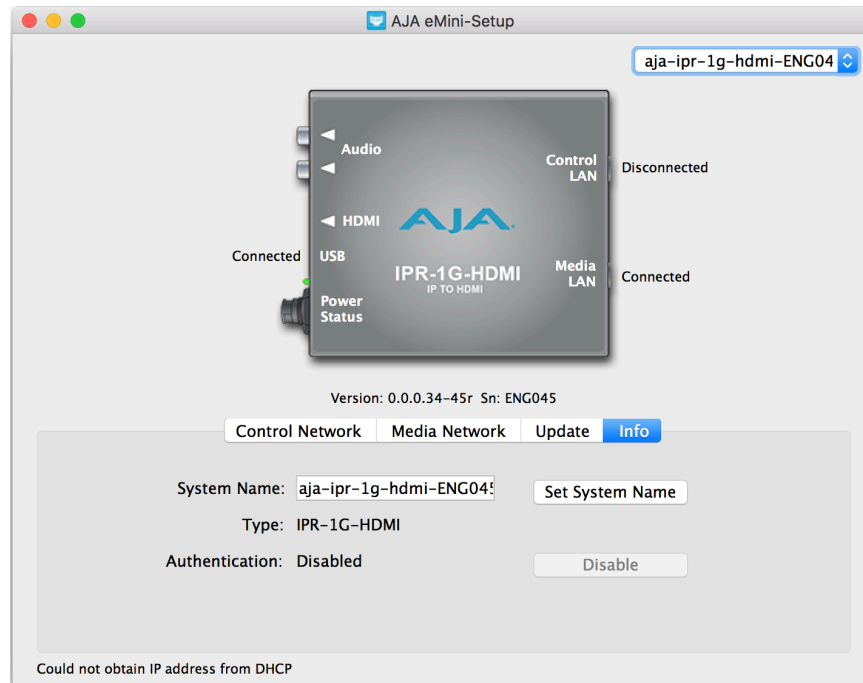 AJA eMini-Setup
aja-ipr-1g-hdmi-ENG04
Audio
Control
LAN
Disconnected
HDMI
AJA
Connected
USB
IPR-1G-HDMI
IP TO HDMI
Media
LAN
Connected
Power
Status
Version: 0.0.0.34-45r Sn: ENG045
Control Network
Media Network
Update
Info
System Name:
aja-ipr-1g-hdmi-ENG045
Set System Name
Type: IPR-1G-HDMI
Authentication: Disabled
Disable
Could not obtain IP address from DHCP